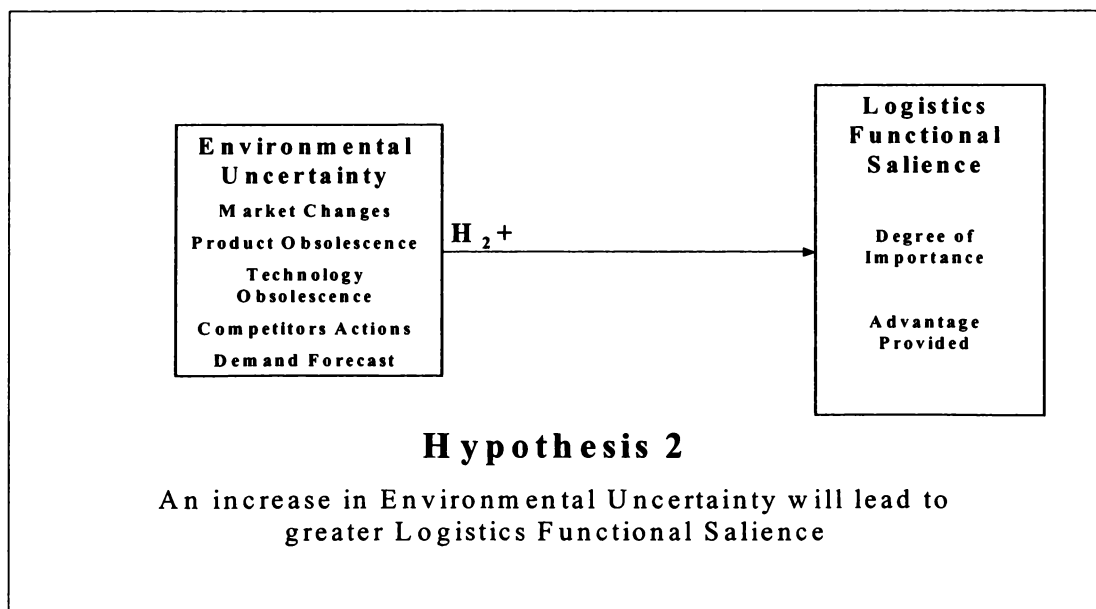 Environmental
Uncertainty
Market Changes
Product Obsolescence
Technology
Obsolescence
Competitors Actions
Demand Forecast
H 2 +
Logistics
Functional
Salience
Degree of
Importance
Advantage
Provided
Hypothesis 2
An increase in Environmental Uncertainty will lead to
greater Logistics Functional Salience